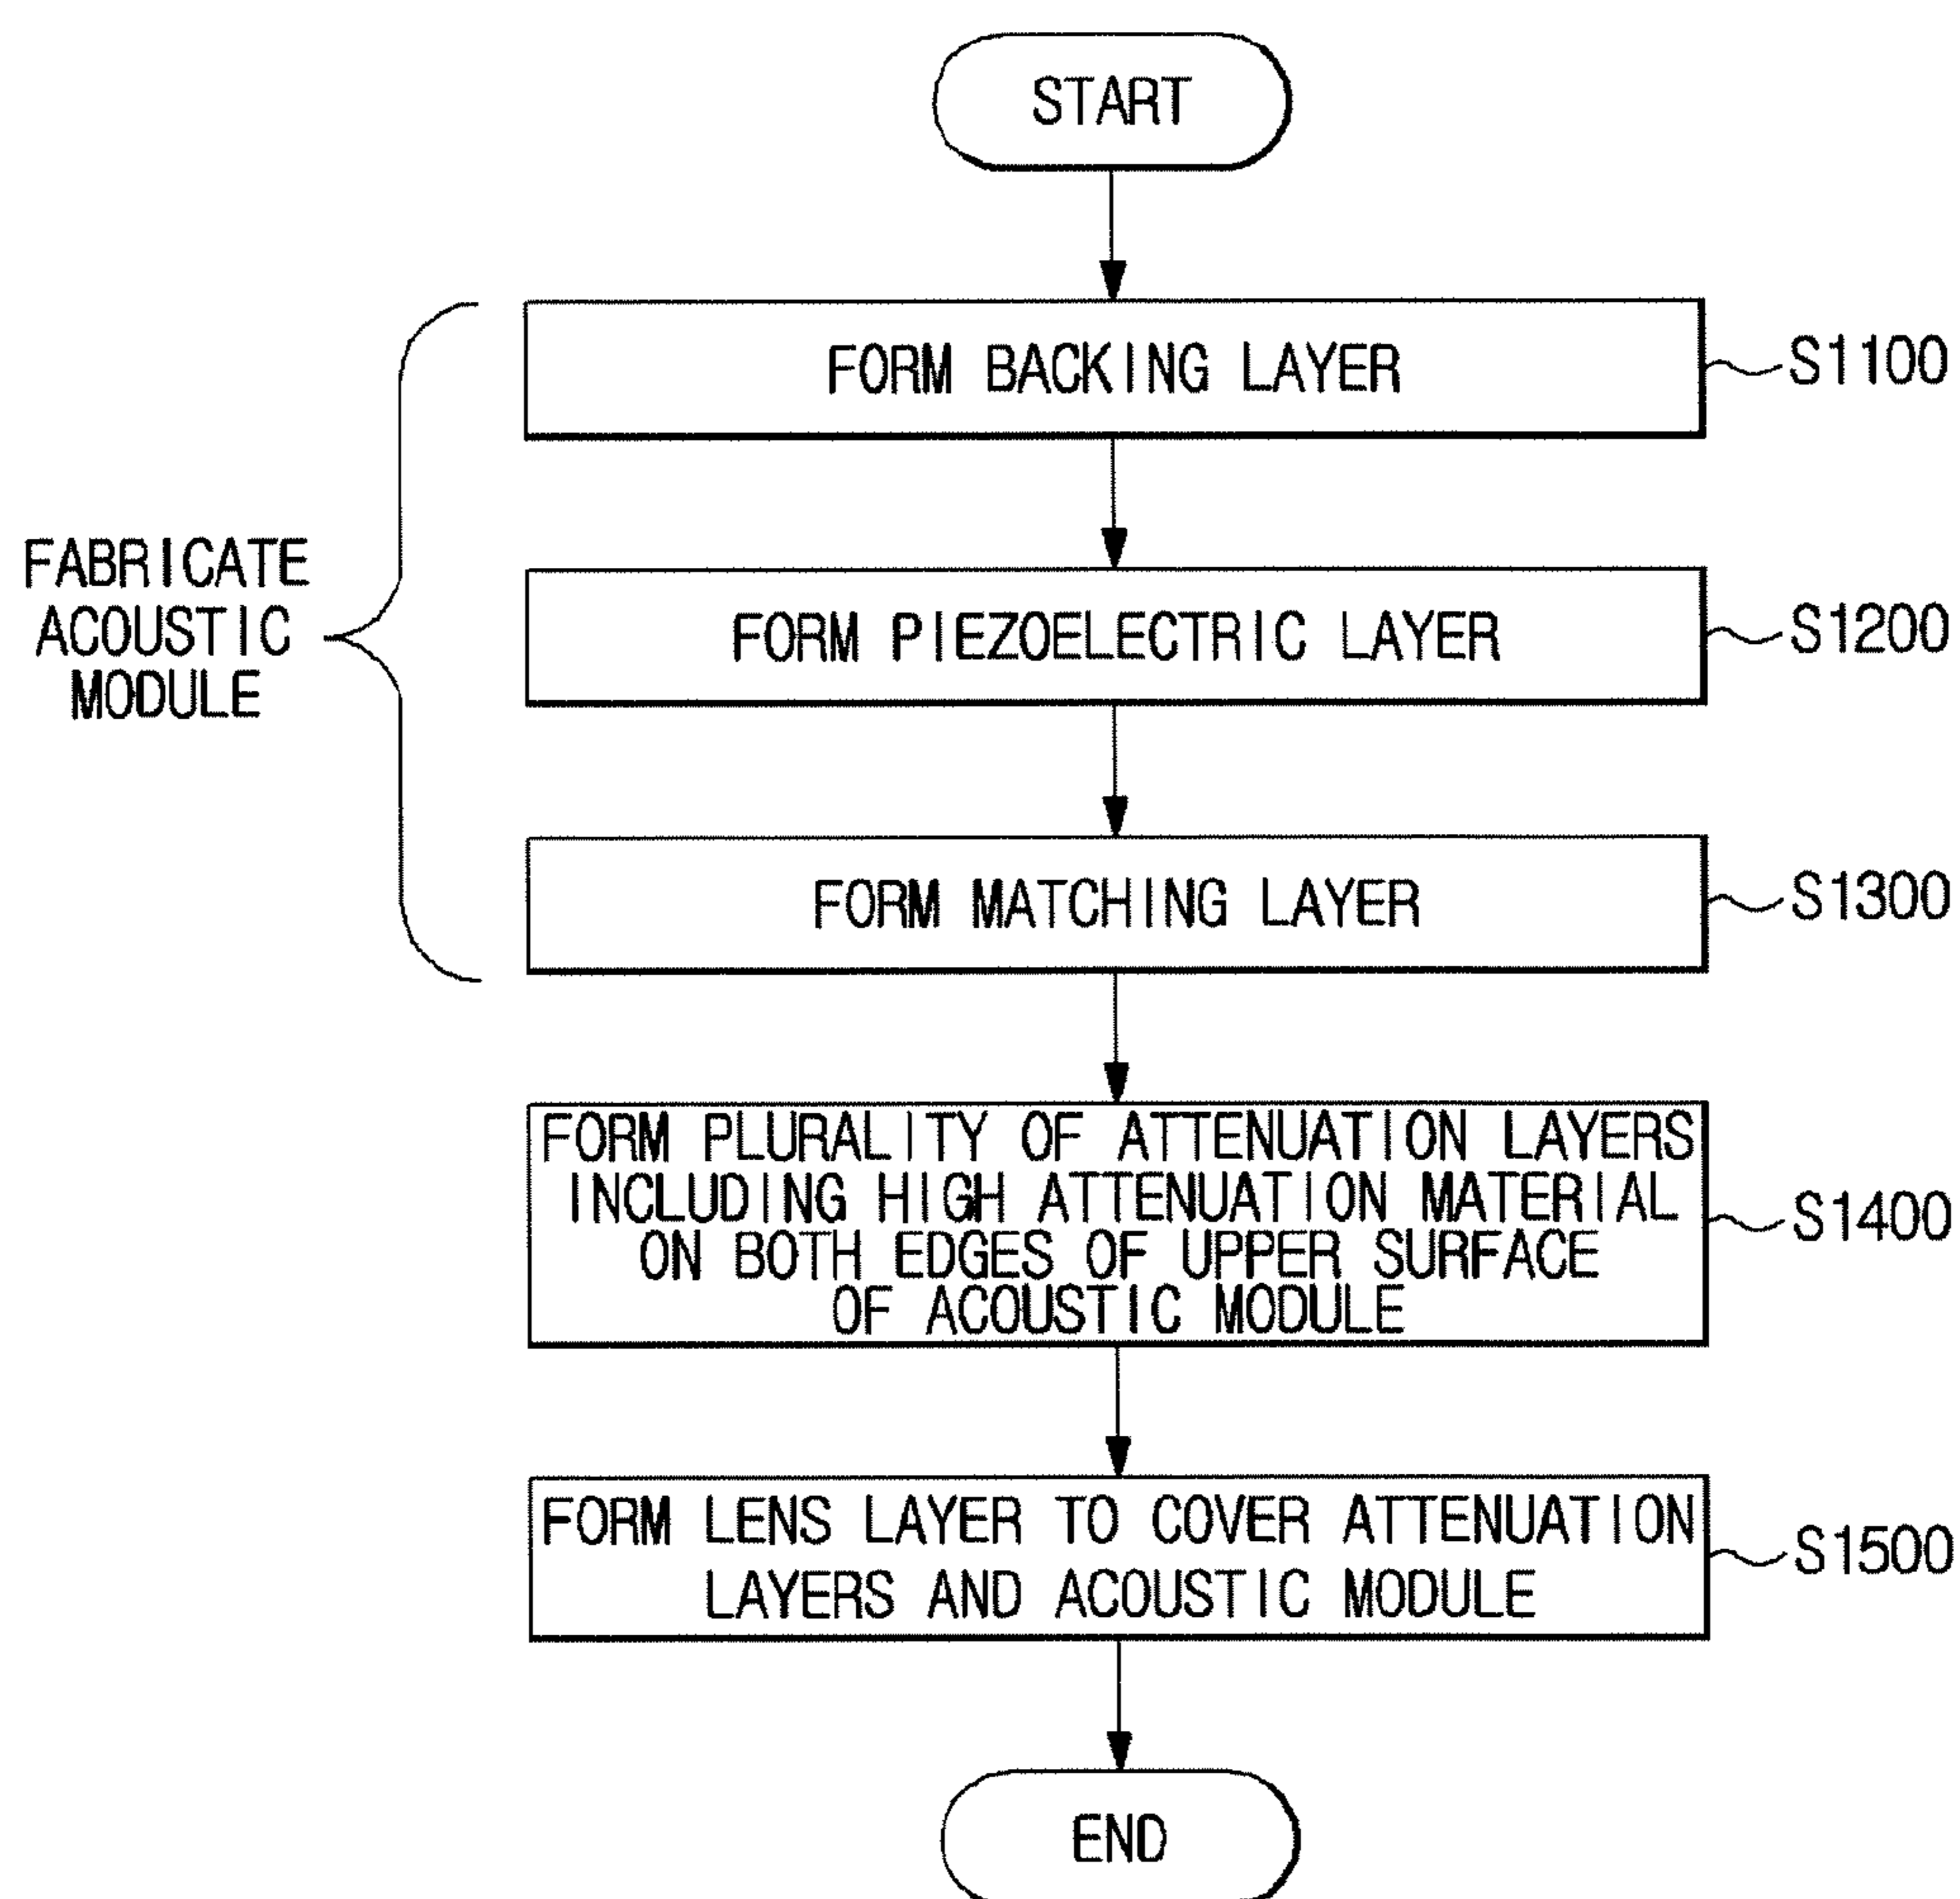 START
FORM BACKING LAYER
S1100
FABRICATE
ACOUSTIC
MODULE
FORM PIEZOELECTRIC LAYER
S1200
FORM MATCHING LAYER
S1300
FORM PLURALITY OF ATTENUATION LAYERS
INCLUDING HIGH ATTENUATION MATERIAL
ON BOTH EDGES OF UPPER SURFACE
OF ACOUSTIC MODULE
S1400
FORM LENS LAYER TO COVER ATTENUATION
LAYERS AND ACOUSTIC MODULE
S1500
END